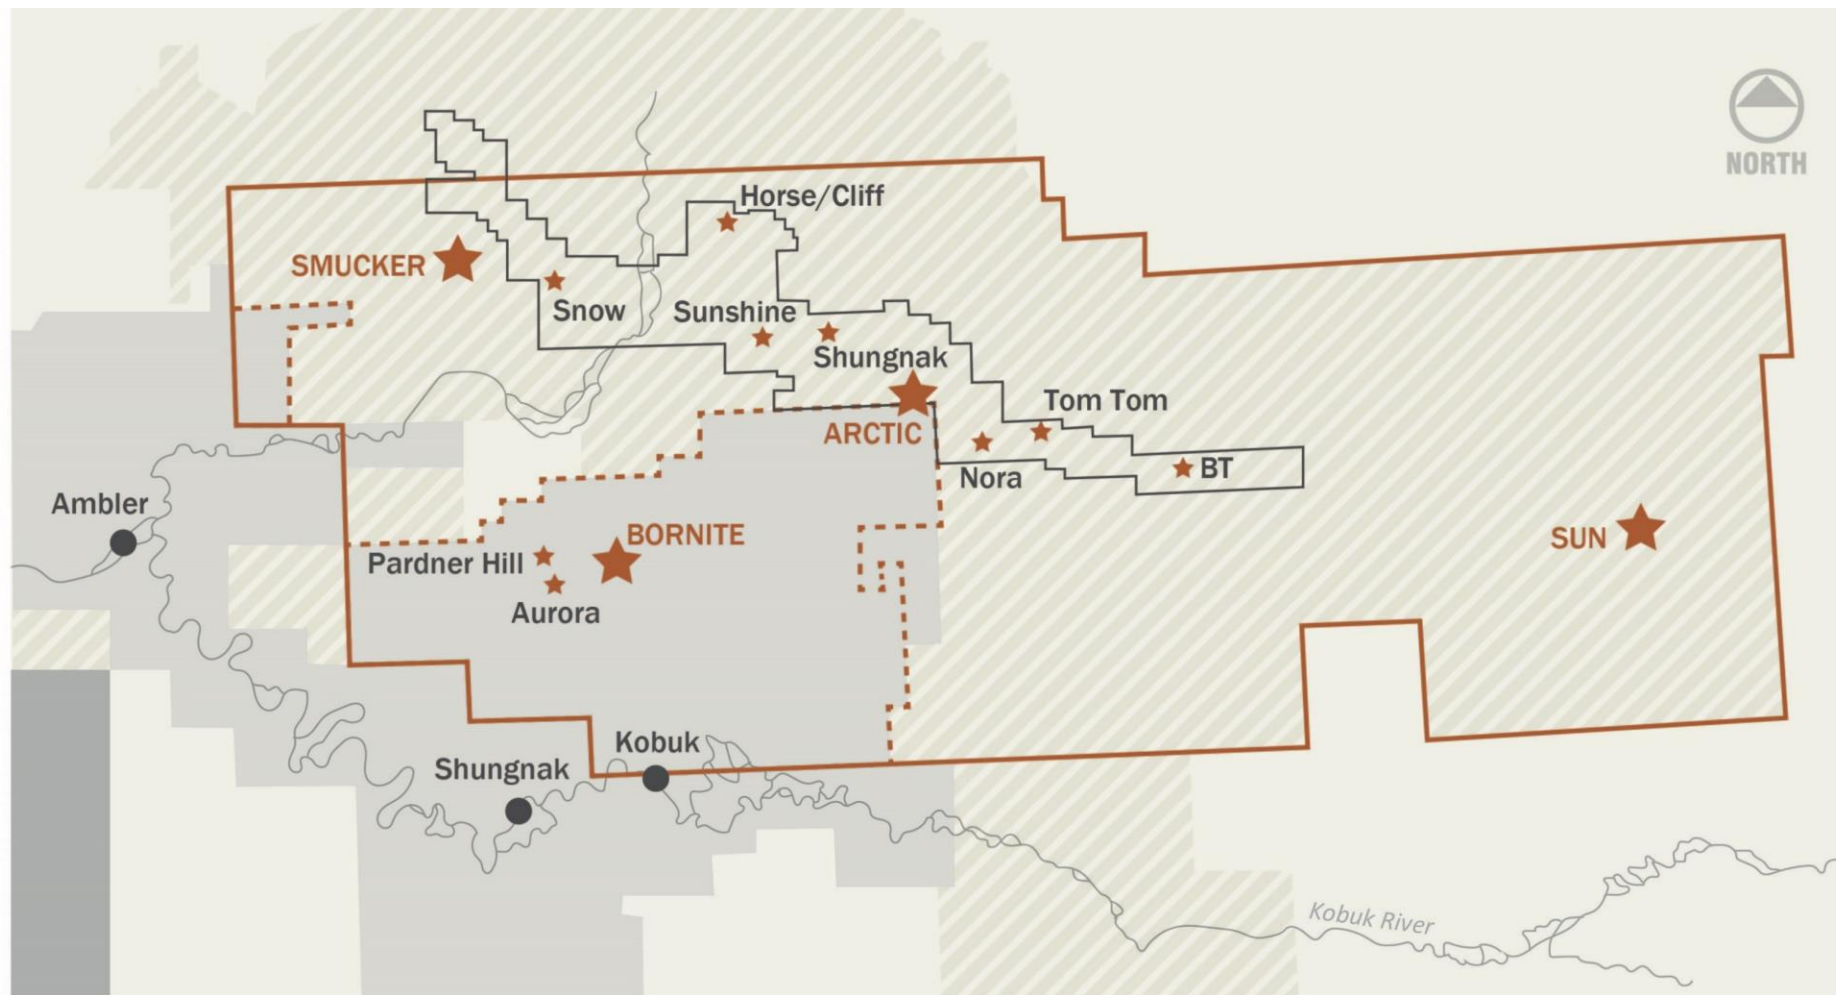 NORTH
Horse/Cliff
SMUCKER
Snow
Sunshine
Shungnak
Tom Tom
ARCTIC
BT
Nora
Ambler
BORNITE
SUN
Pardner Hill
Aurora
Kobuk
Shungnak
Kobuk River